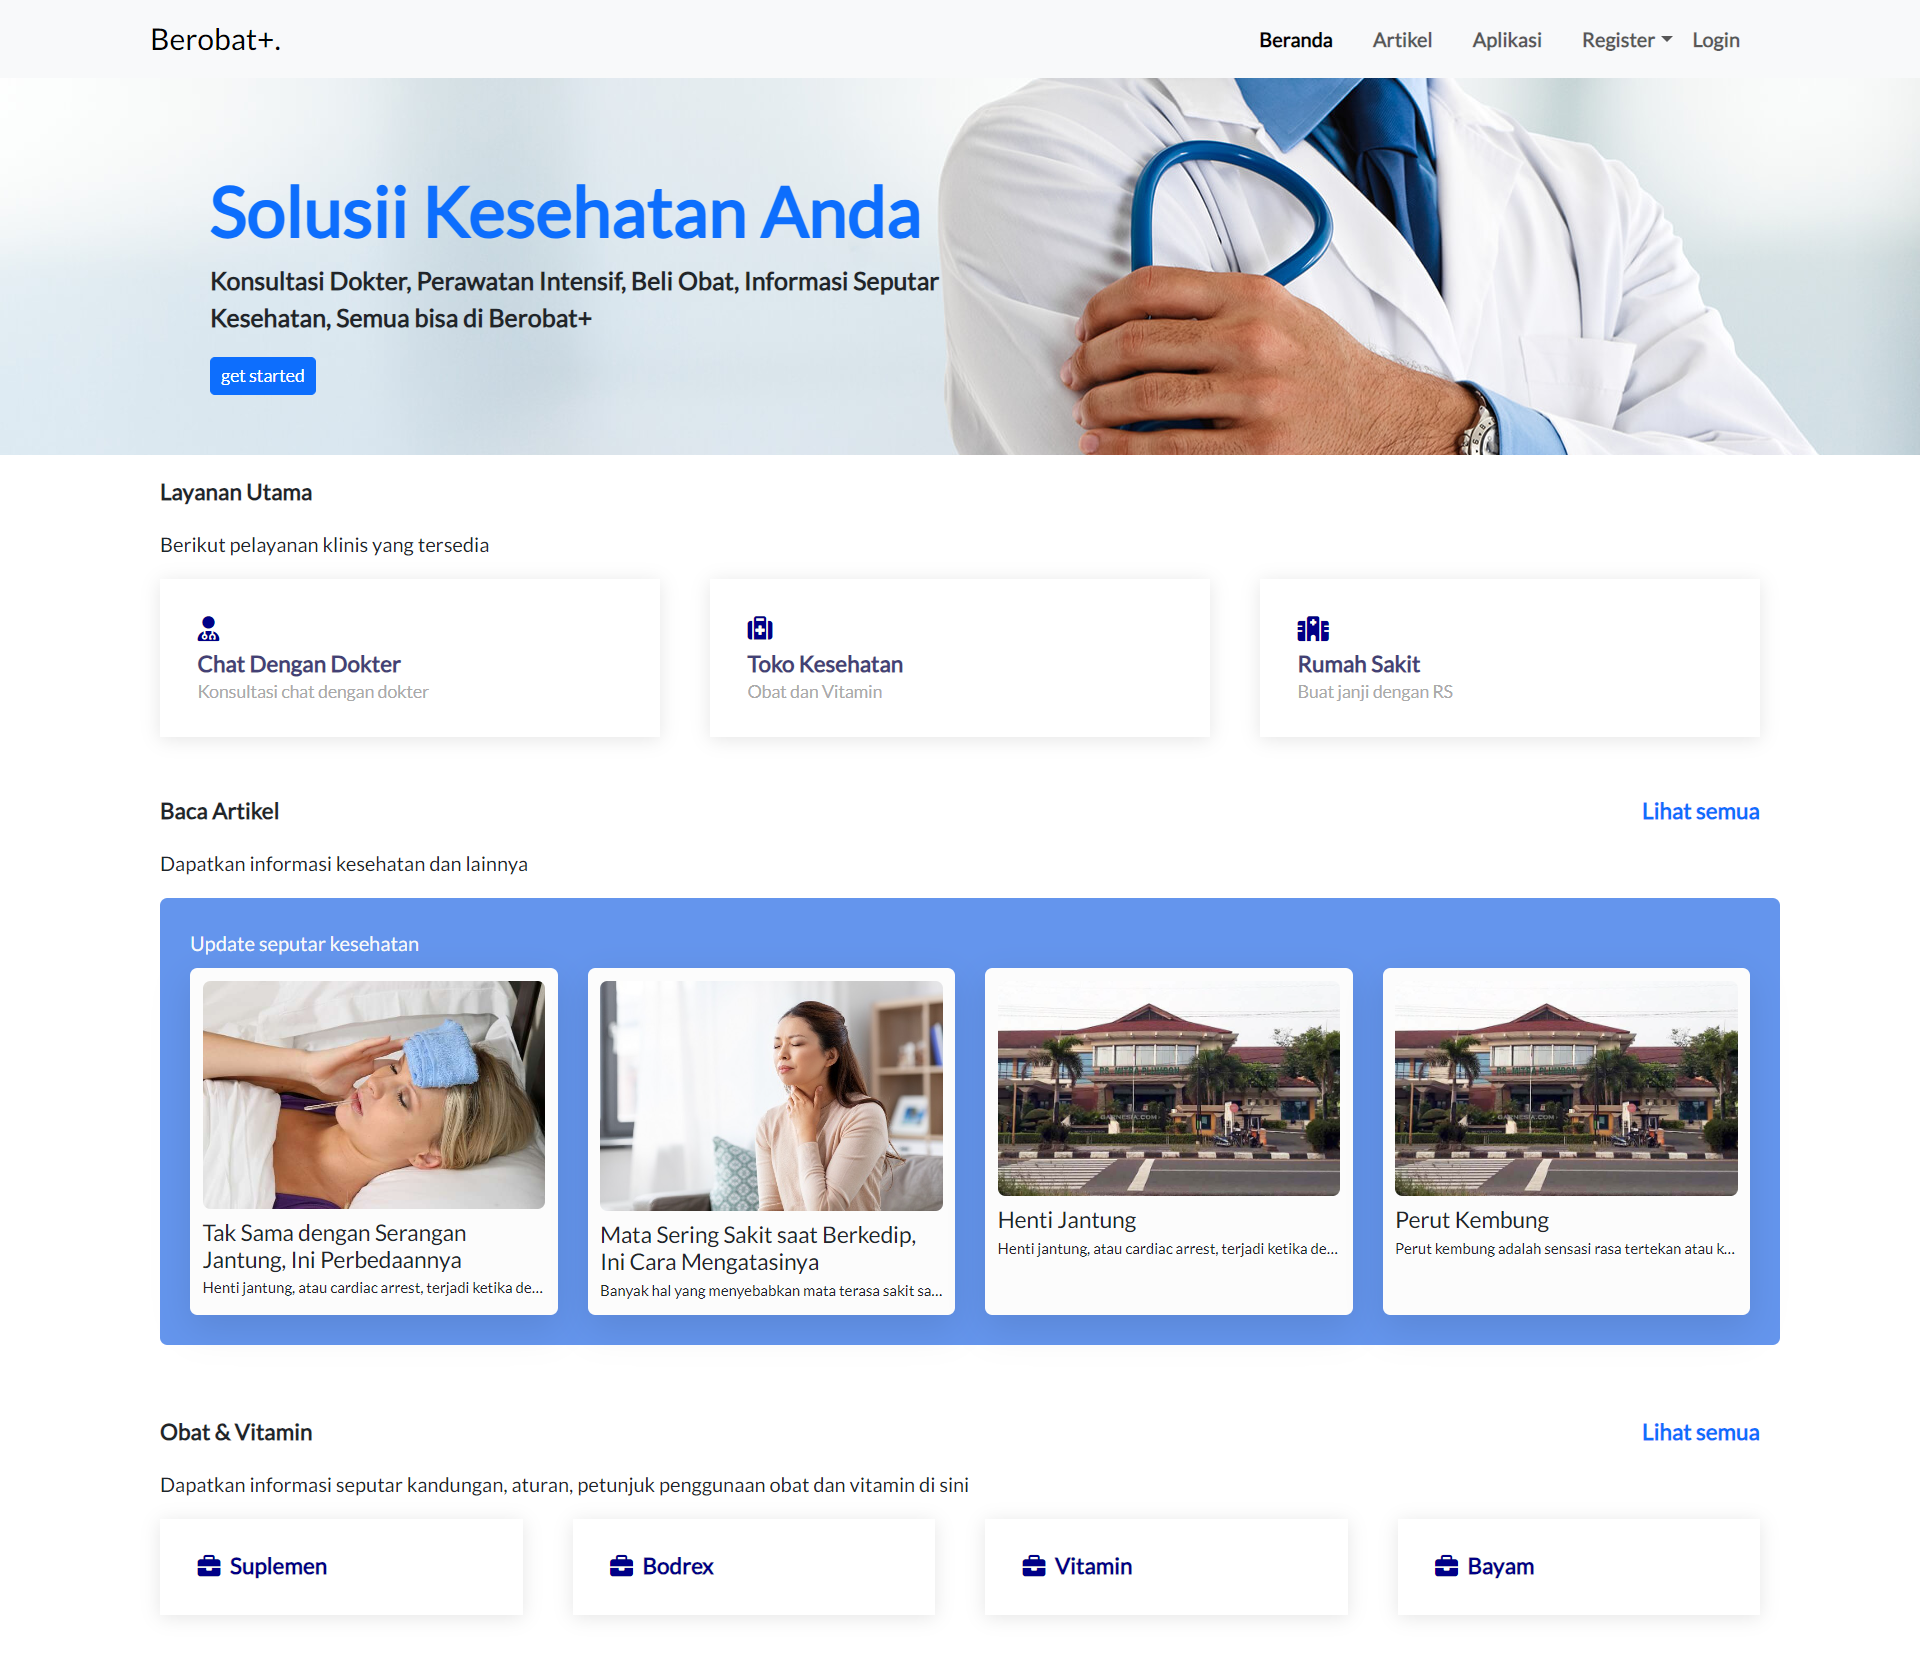 Berobat+.
Beranda
Artikel
Aplikasi
Register
Login
Solusii Kesehatan Anda
Konsultasi Dokter, Perawatan Intensif, Beli Obat, Informasi Seputar
Kesehatan, Semua bisa di Berobat+
get started
Layanan Utama
Berikut pelayanan klinis yang tersedia
Chat Dengan Dokter
Konsultasi chat dengan dokter
Toko Kesehatan
Obat dan Vitamin
Rumah Sakit
Buat janji dengan RS
Baca Artikel
Lihat semua
Dapatkan informasi kesehatan dan lainnya
Update seputar kesehatan
Tak Sama dengan Serangan
Jantung, Ini Perbedaannya
Henti jantung, atau cardiac arrest, terjadi ketika de...
Mata Sering Sakit saat Berkedip,
Ini Cara Mengatasinya
Banyak hal yang menyebabkan mata terasa sakit sa...
Henti Jantung
Henti jantung, atau cardiac arrest, terjadi ketika de...
Perut Kembung
Perut kembung adalah sensasi rasa tertekan atau k...
Obat & Vitamin
Lihat semua
Dapatkan informasi seputar kandungan, aturan, petunjuk penggunaan obat dan vitamin di sini
Suplemen
Bodrex
Vitamin
Bayam